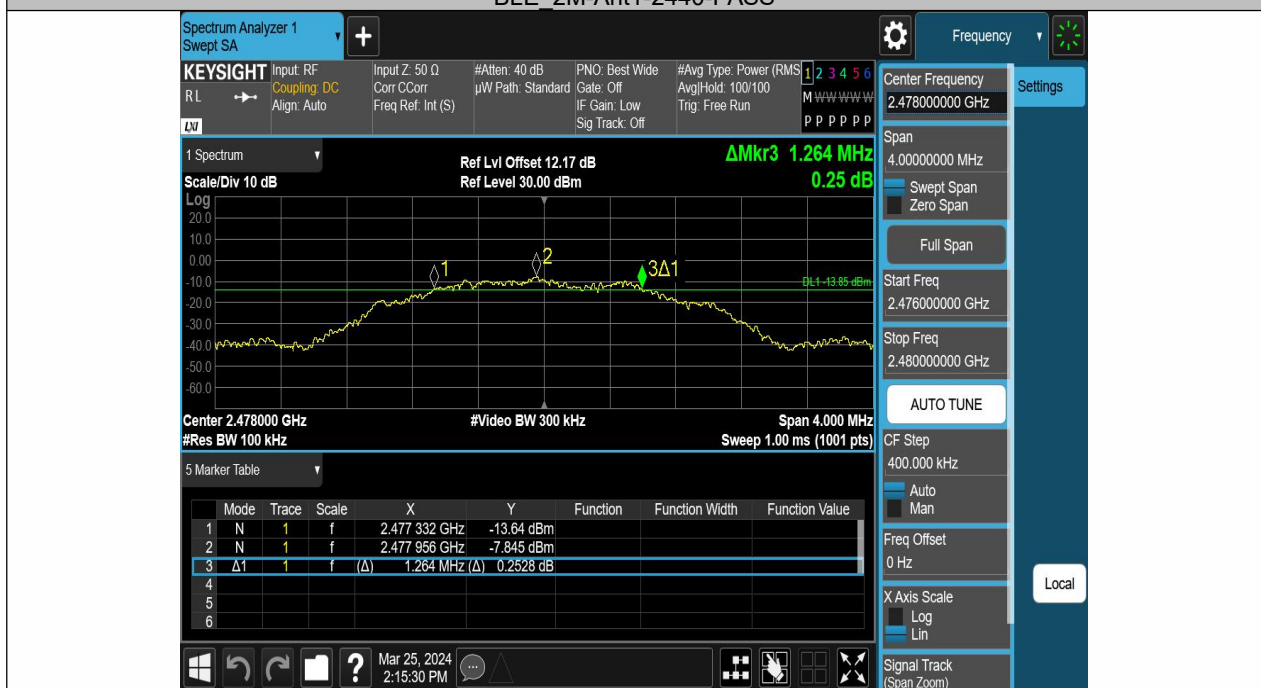 Spectrum Analyzer 1
Swept SA
Frequency
KEYSIGHT
RL
LXI
Input: RF
Coupling: DC
Align: Auto
Input Z: 50 Ω
Corr CCorr
Freq Ref: Int (S)
#Atten: 40 dB
µW Path: Standard
PNO: Best Wide
Gate: Off
IF Gain: Low
Sig Track: Off
#Avg Type: Power (RMS
Avg|Hold: 100/100
Trig: Free Run
1 2 3 4 5 6
M W W W W W
P P P P P P
1 Spectrum
Scale/Div 10 dB
Ref Lvl Offset 12.17 dB
Ref Level 30.00 dBm
ΔMkr3 1.264 MHz
0.25 dB
Log
20.0
10.0
0.00
-10.0
-20.0
-30.0
-40.0
-50.0
-60.0
1
2
3Δ1
DL1 -13.85 dBm
Center 2.478000 GHz
#Video BW 300 kHz
Span 4.000 MHz
#Res BW 100 kHz
Sweep 1.00 ms (1001 pts)
5 Marker Table
Mode Trace Scale X Y Function Function Width Function Value
1 N 1 f 2.477 332 GHz -13.64 dBm
2 N 1 f 2.477 956 GHz -7.845 dBm
3 Δ1 1 f (Δ) 1.264 MHz (Δ) 0.2528 dB
4
5
6
Mar 25, 2024
2:15:30 PM
Center Frequency
2.478000000 GHz
Settings
Span
4.00000000 MHz
Swept Span
Zero Span
Full Span
Start Freq
2.476000000 GHz
Stop Freq
2.480000000 GHz
AUTO TUNE
CF Step
400.000 kHz
Auto
Man
Freq Offset
0 Hz
X Axis Scale
Log
Lin
Local
Signal Track
(Span Zoom)